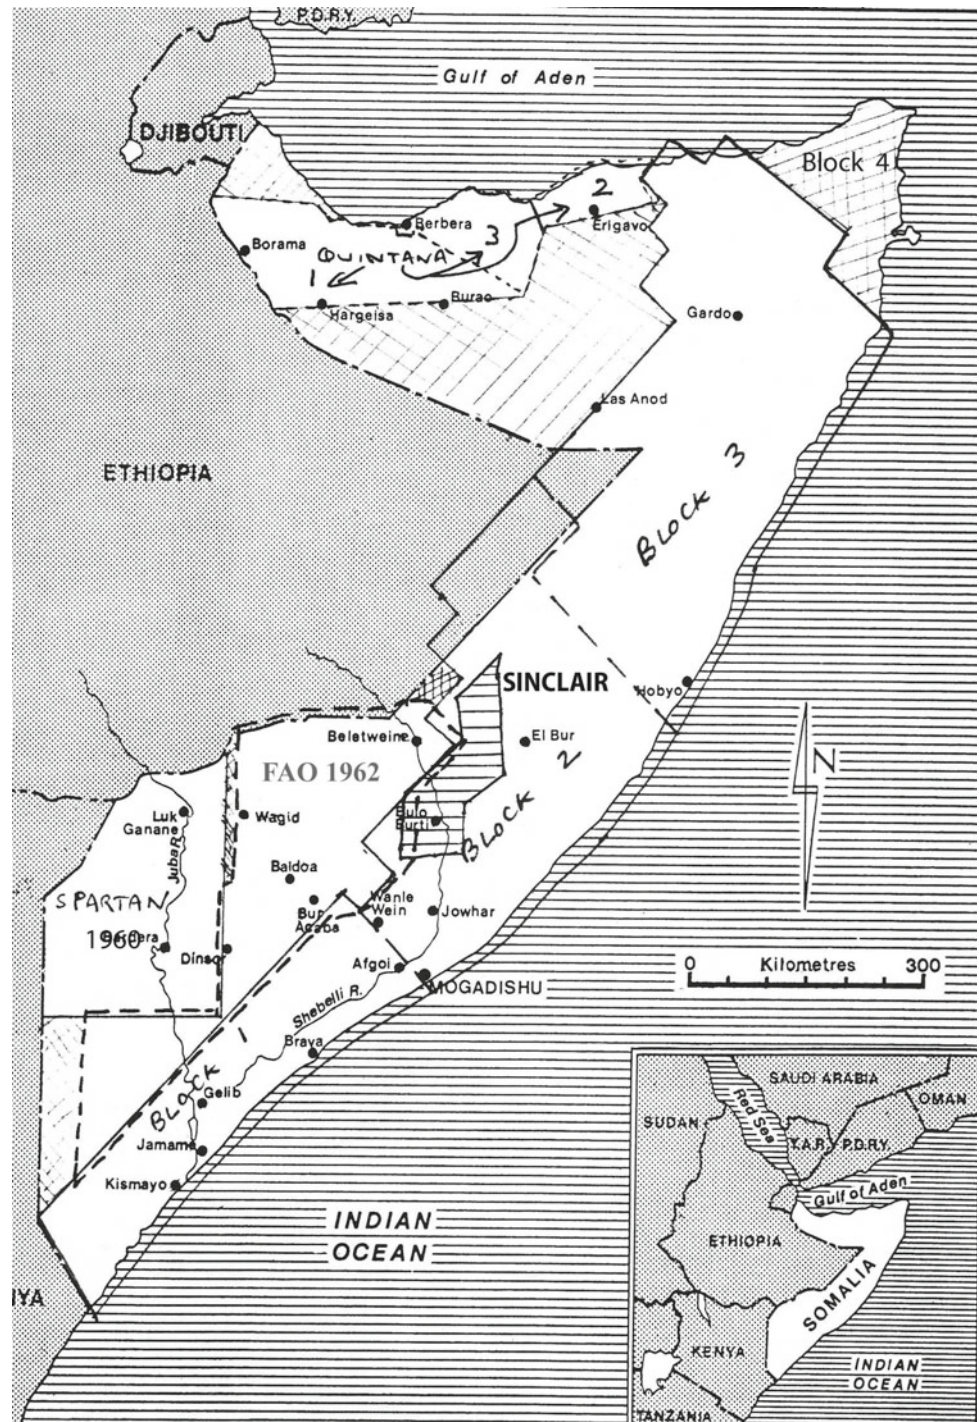 P.D.R.Y.
Gulf of Aden
DJIBOUTI
Block 4
2
Berbera
Erigavo
3
Borama
QUINTANA
1
Hargeisa
Burao
Gardo
Las Anod
ETHIOPIA
BLOCK 3
SINCLAIR
Hobyo
Beletweine
El Bur
N
FAO 1962
BLOCK 2
Luk
Ganane
Wagid
Bulo
Burti
Juba R.
Baidoa
SPARTAN
1960
Bur
Acaba
Wanle
Wein
Jowhar
Dinsor
Afgoi
MOGADISHU
0 Kilometres 300
Shebelli R.
Brava
BLOCK 1
Gelib
Jamame
Kismayo
INDIAN
OCEAN
NYA
SAUDI ARABIA
OMAN
SUDAN
Red Sea
Y.A.R.
P.D.R.Y.
Gulf of Aden
ETHIOPIA
SOMALIA
KENYA
INDIAN
OCEAN
TANZANIA